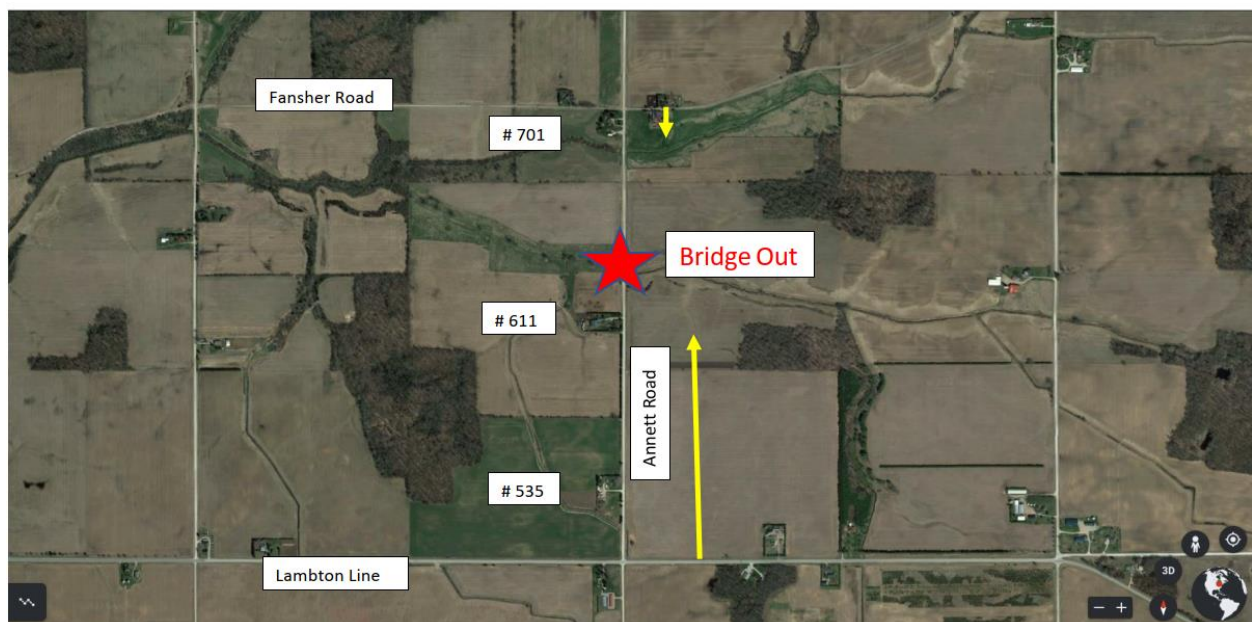 Fansher Road
# 701
Bridge Out
# 611
Annett Road
# 535
Lambton Line
3D